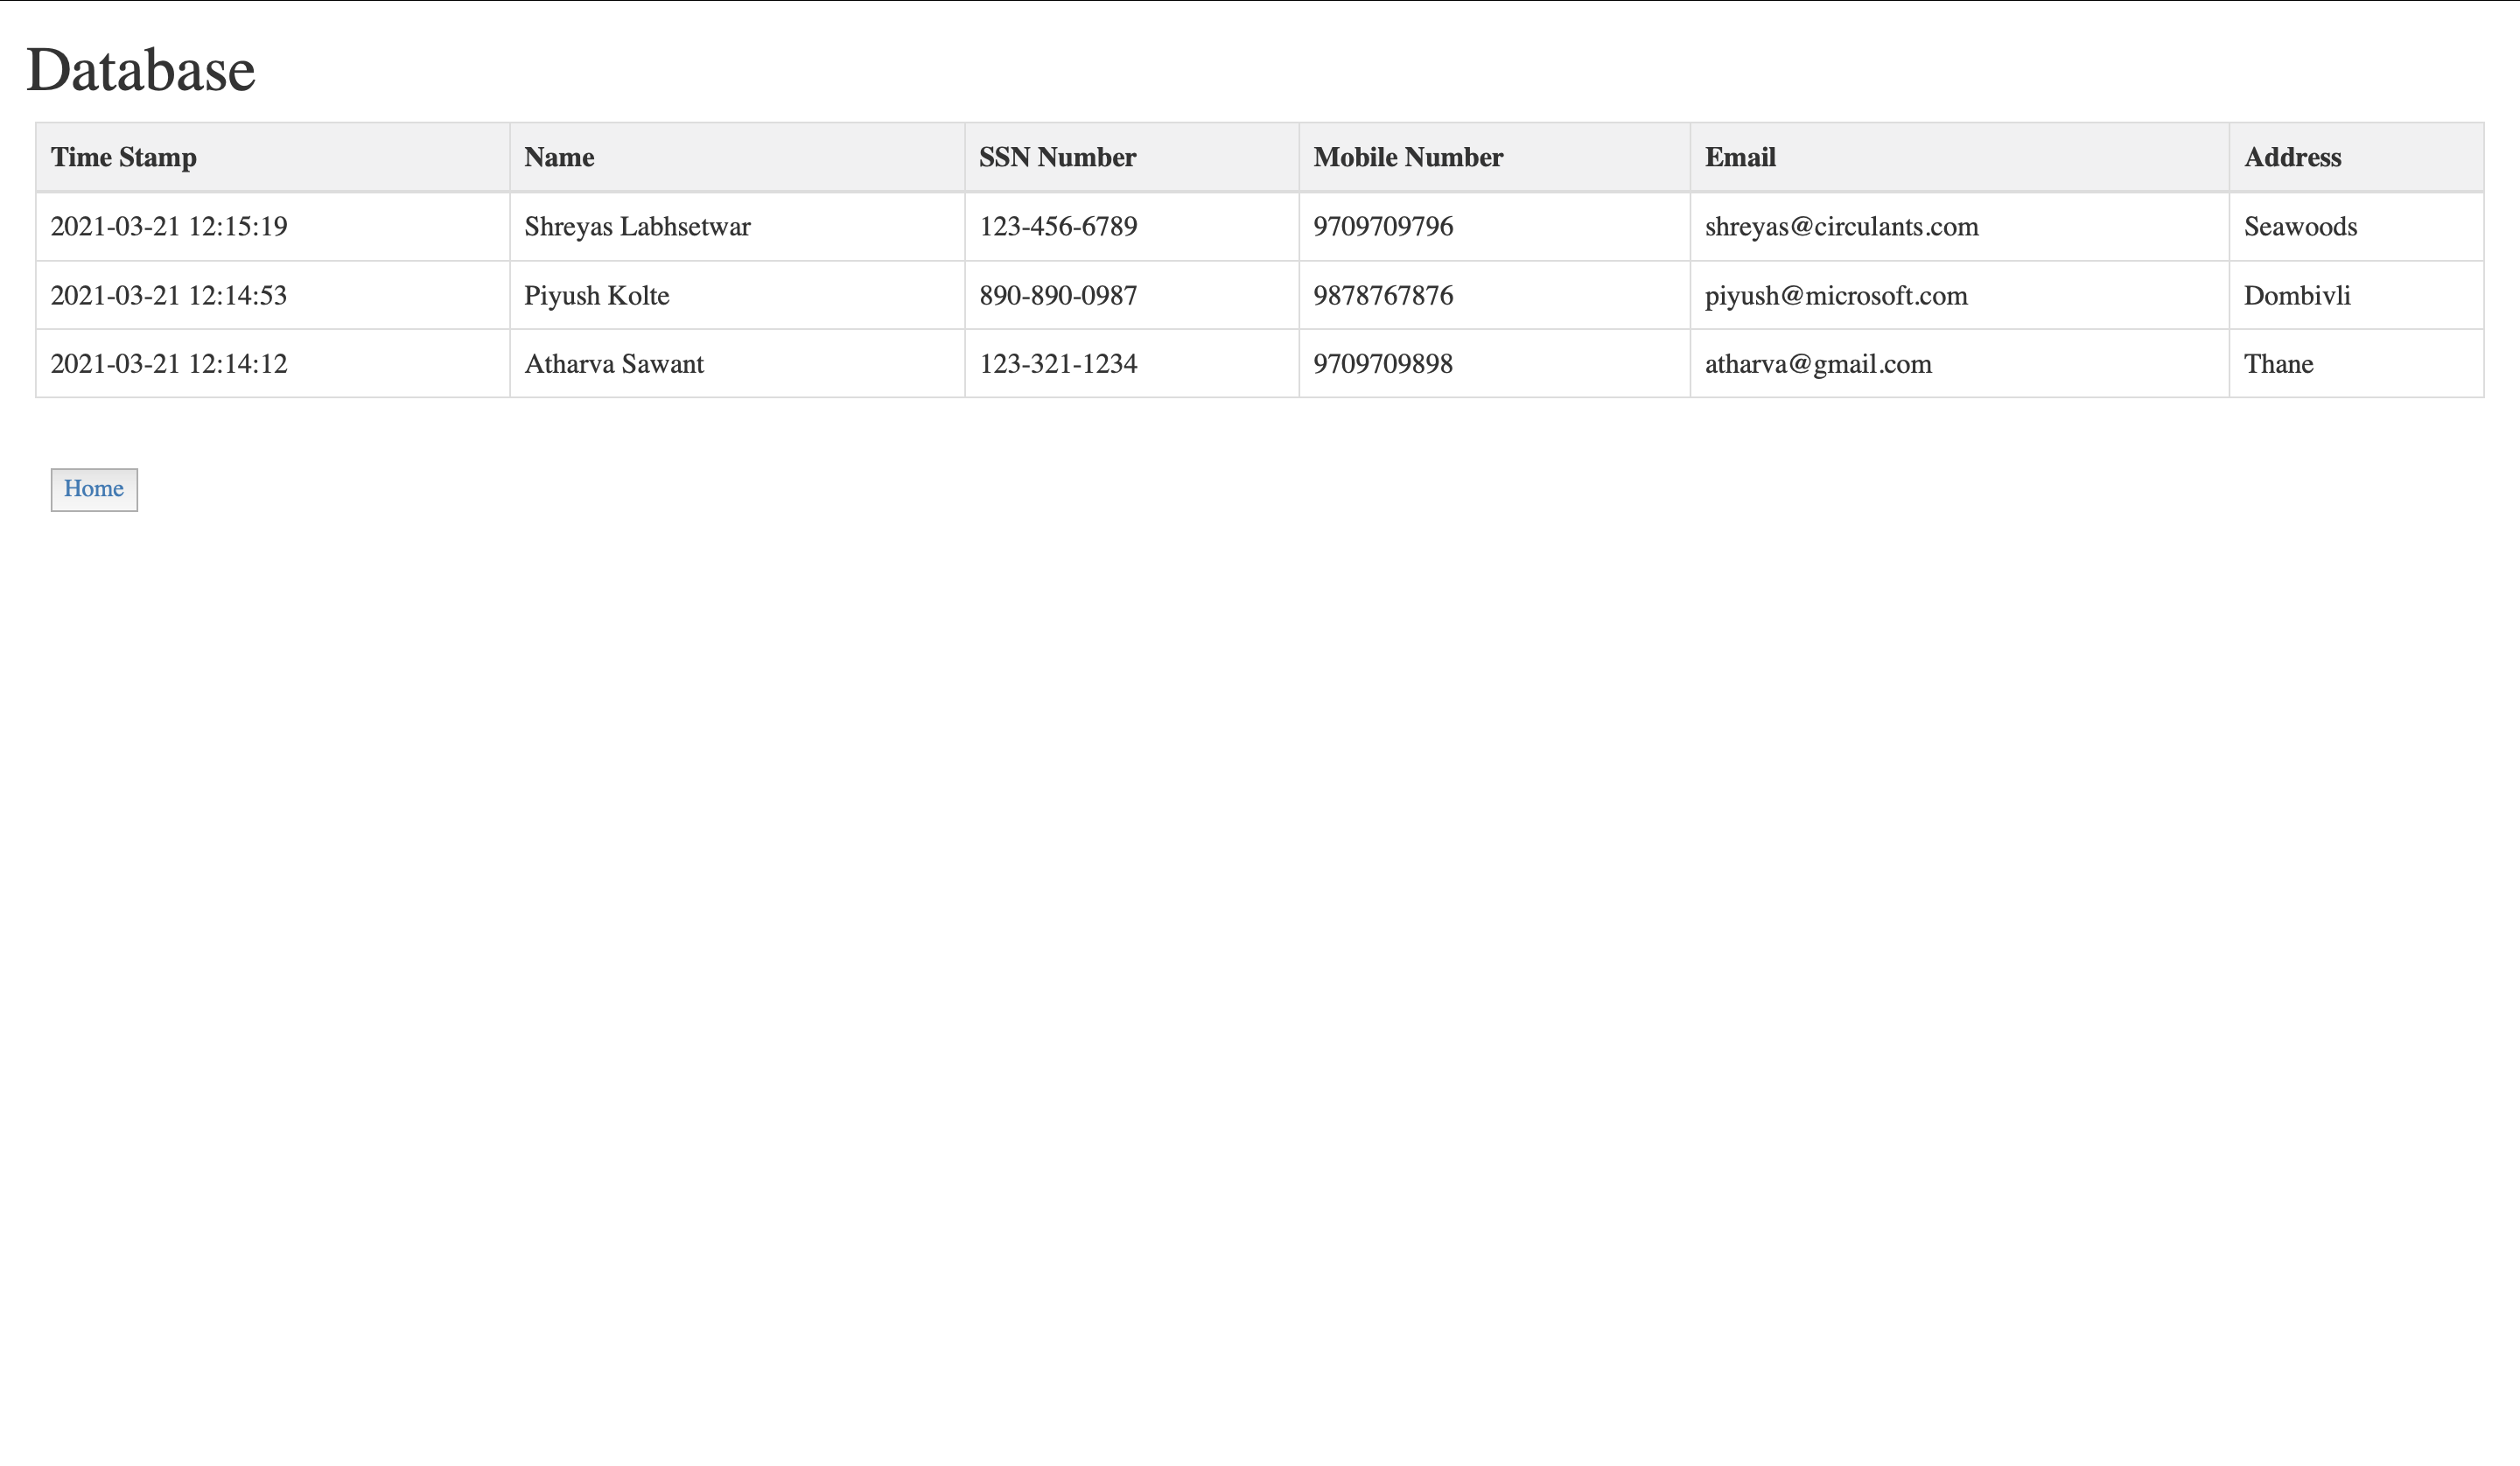 Database
Time Stamp Name SSN Number Mobile Number Email Address
2021-03-21 12:15:19 Shreyas Labhsetwar 123-456-6789 9709709796 shreyas@circulants.com Seawoods
2021-03-21 12:14:53 Piyush Kolte 890-890-0987 9878767876 piyush@microsoft.com Dombivli
2021-03-21 12:14:12 Atharva Sawant 123-321-1234 9709709898 atharva@gmail.com Thane
Home